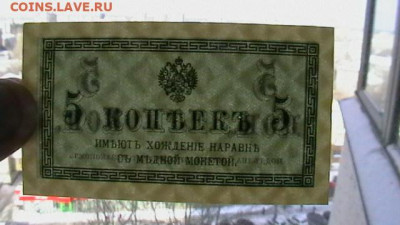 COINS.LAVE.RU
5 КОПѢЕКЪ 5
ИМѢЮТЪ ХОЖДЕНІЕ НАРАВНѢ
СЪ МѢДНОЙ МОНЕТОЙ.